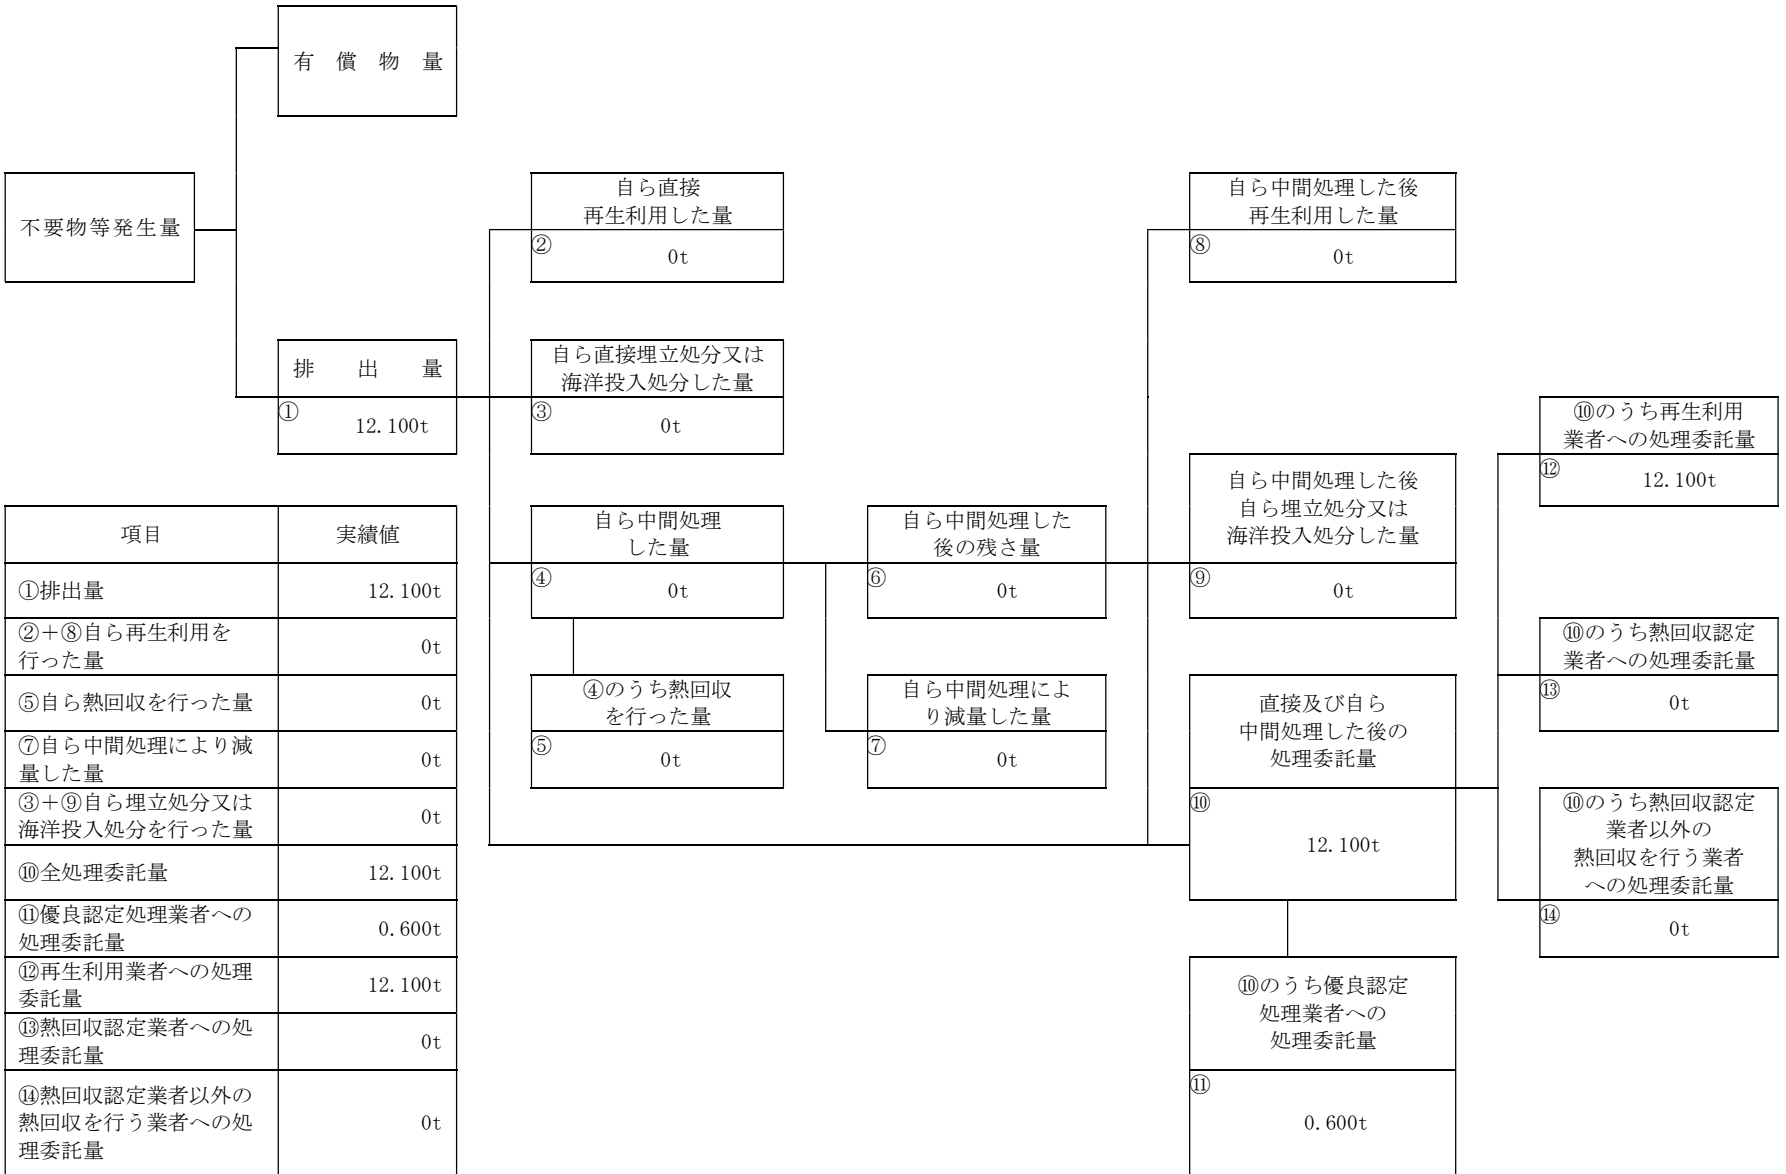 有 償 物 量
不要物等発生量
自ら直接
再生利用した量
②
0t
自ら中間処理した後
再生利用した量
⑧
0t
排 出 量
①
12.100t
自ら直接埋立処分又は
海洋投入処分した量
③
0t
⑩のうち再生利用
業者への処理委託量
⑫
12.100t
自ら中間処理した後
自ら埋立処分又は
海洋投入処分した量
⑨
0t
自ら中間処理
した量
④
0t
自ら中間処理した
後の残さ量
⑥
0t
⑩のうち熱回収認定
業者への処理委託量
⑬
0t
④のうち熱回収
を行った量
⑤
0t
自ら中間処理によ
り減量した量
⑦
0t
直接及び自ら
中間処理した後の
処理委託量
⑩
12.100t
⑩のうち熱回収認定
業者以外の
熱回収を行う業者
への処理委託量
⑭
0t
⑩のうち優良認定
処理業者への
処理委託量
⑪
0.600t
項目 実績値
①排出量 12.100t
②＋⑧自ら再生利用を
行った量 0t
⑤自ら熱回収を行った量 0t
⑦自ら中間処理により減
量した量 0t
③＋⑨自ら埋立処分又は
海洋投入処分を行った量 0t
⑩全処理委託量 12.100t
⑪優良認定処理業者への
処理委託量 0.600t
⑫再生利用業者への処理
委託量 12.100t
⑬熱回収認定業者への処
理委託量 0t
⑭熱回収認定業者以外の
熱回収を行う業者への処
理委託量 0t